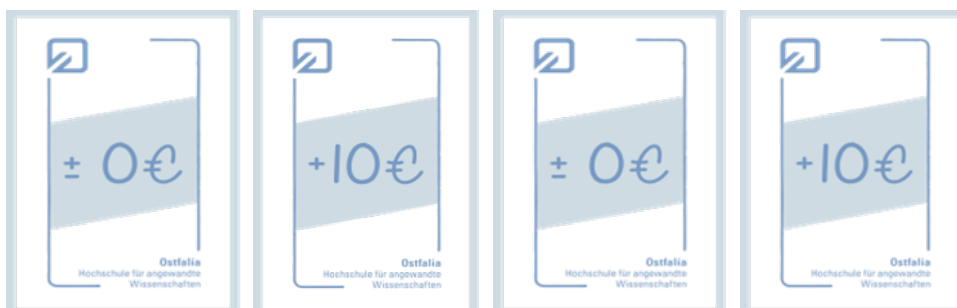 ± 0€
Ostfalia
Hochschule für angewandte
Wissenschaften
+10€
Ostfalia
Hochschule für angewandte
Wissenschaften
± 0€
Ostfalia
Hochschule für angewandte
Wissenschaften
+10€
Ostfalia
Hochschule für angewandte
Wissenschaften